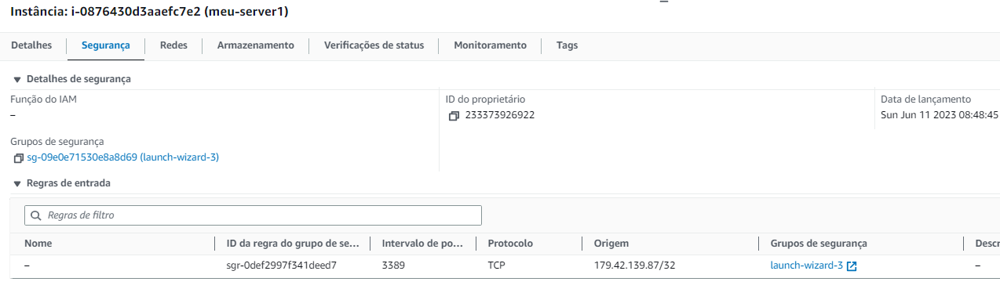 Instância: i-0876430d3aaefc7e2 (meu-server1)
Detalhes Segurança Redes Armazenamento Verificações de status Monitoramento Tags
Detalhes de segurança
Função do IAM ID do proprietário Data de lançamento
– 233373926922 Sun Jun 11 2023 08:48:45
Grupos de segurança
sg-09e0e71530e8a8d69 (launch-wizard-3)
Regras de entrada
Regras de filtro
Nome ID da regra do grupo de se... Intervalo de po... Protocolo Origem Grupos de segurança Descr
– sgr-0def2997f341deed7 3389 TCP 179.42.139.87/32 launch-wizard-3 –